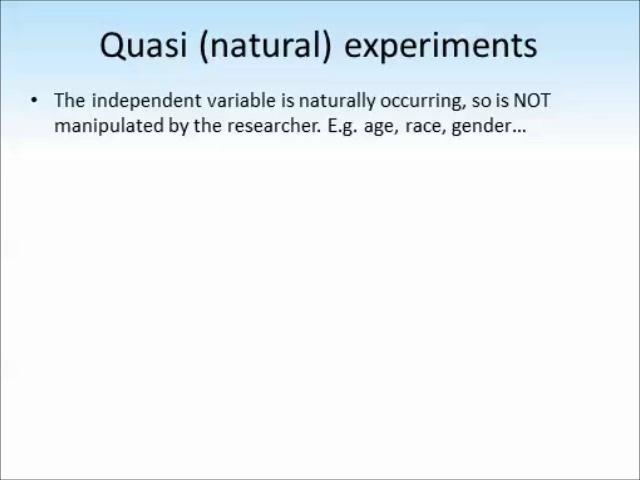 Quasi (natural) experiments
• The independent variable is naturally occurring, so is NOT
manipulated by the researcher. E.g. age, race, gender...